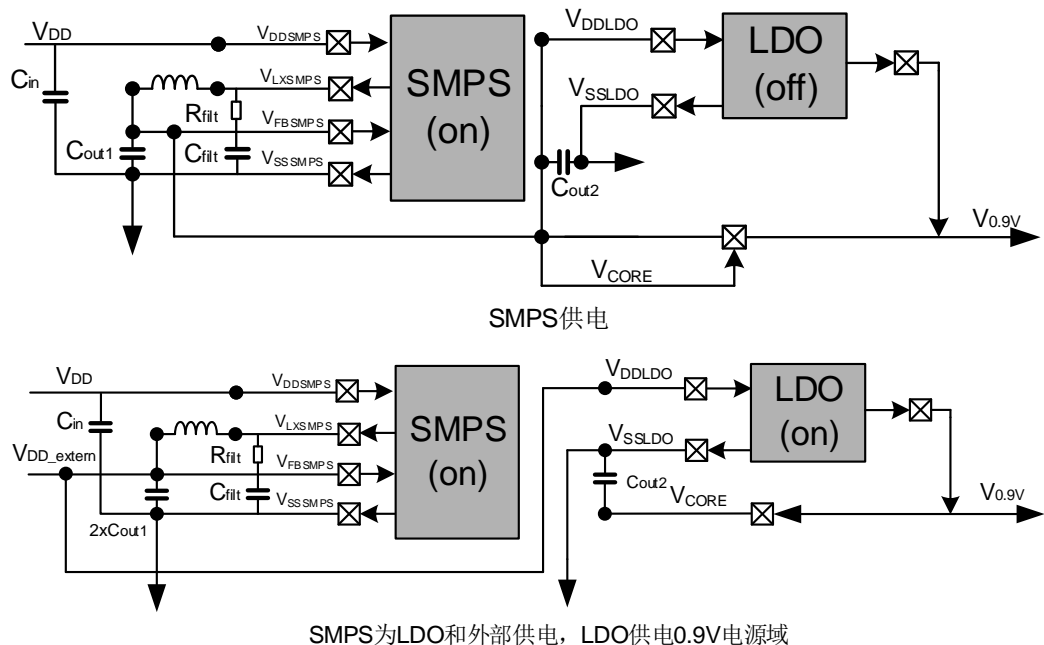 VDD
VDDSMPS
Cin
VLXSMPS
Rfilt
VFBSMPS
Cout1
Cfilt
VSSSMPS
SMPS
(on)
VDDLDO
LDO
(off)
VSSLDO
Cout2
VCORE
V0.9V
SMPS供电
VDD
VDDSMPS
Cin
VLXSMPS
VDD_extern
Rfilt
VFBSMPS
Cfilt
2xCout1
VSSSMPS
SMPS
(on)
VDDLDO
LDO
(on)
VSSLDO
Cout2
VCORE
V0.9V
SMPS为LDO和外部供电，LDO供电0.9V电源域